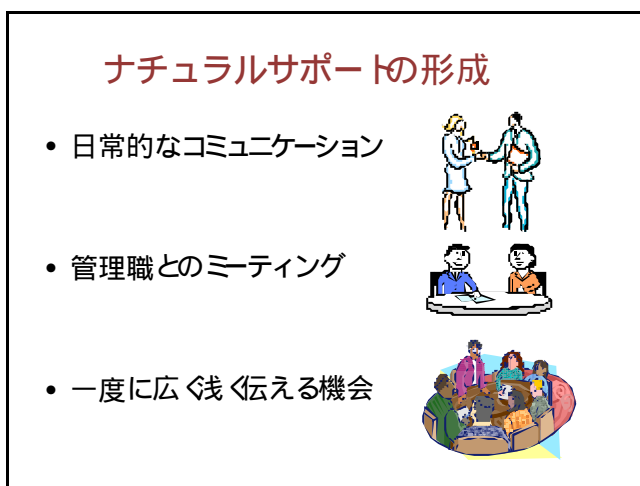 ナチュラルサポートの形成
• 日常的なコミュニケーション
• 管理職とのミーティング
• 一度に広く浅く伝える機会